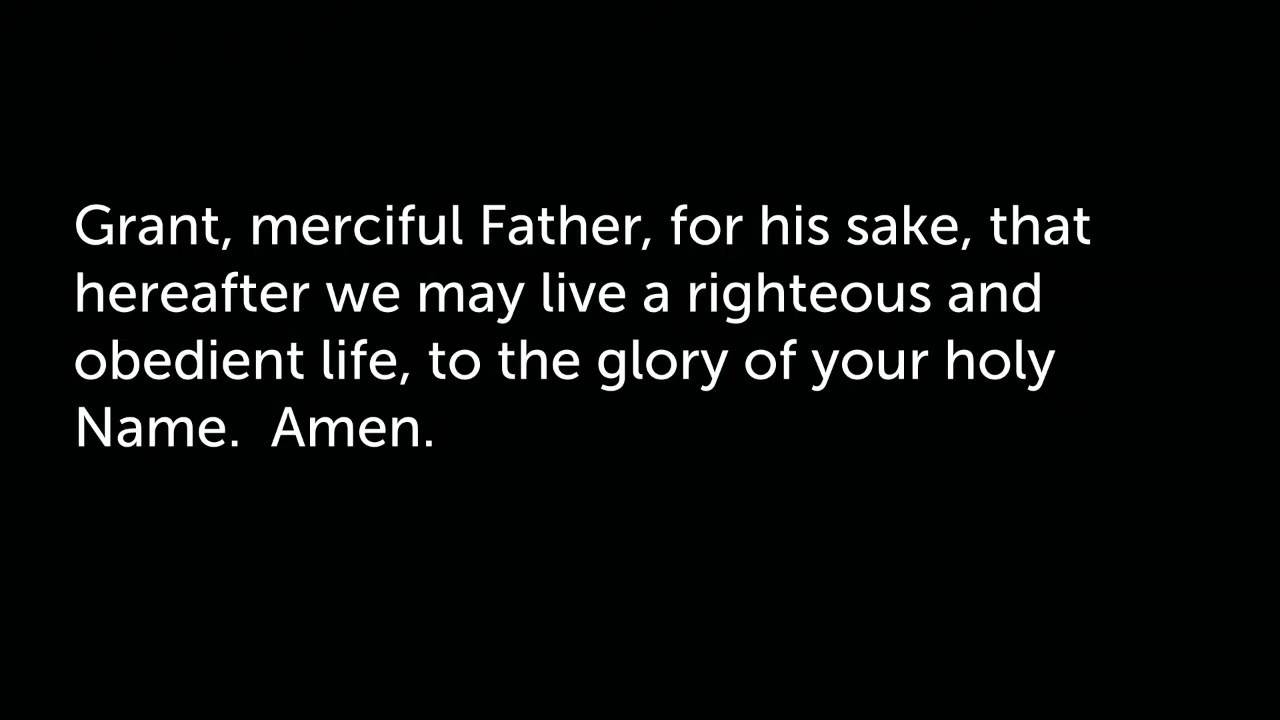 Grant, merciful Father, for his sake, that
hereafter we may live a righteous and
obedient life, to the glory of your holy
Name.  Amen.